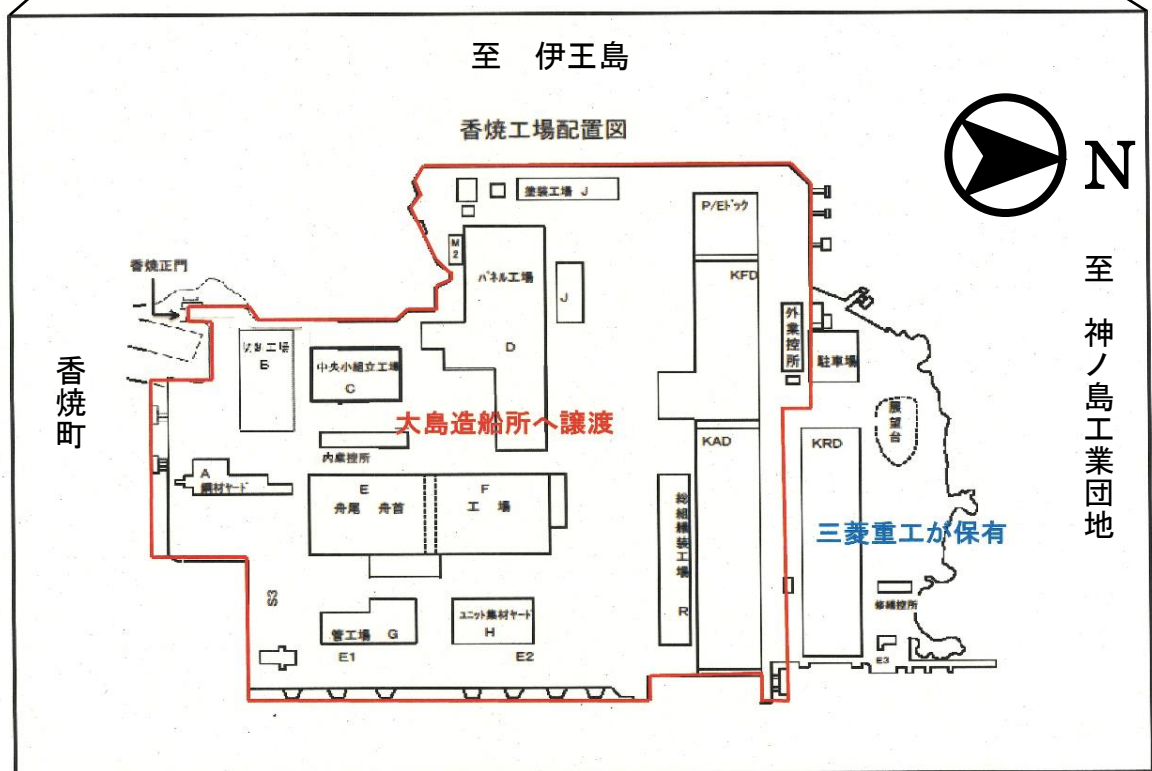 至 伊王島
香焼工場配置図
N
至 神ノ島工業団地
香焼町
香焼正門
塗装工場 J
P/Eドック
M2
パネル工場
D
J
KFD
外業控所
駐車場
展望台
B
中央小組立工場
C
大島造船所へ譲渡
内業控所
A
鋼材ヤード
E
舟尾 舟首
F
工場
KAD
KRD
総組艤装工場
R
三菱重工が保有
修繕控所
S3
管工場 G
ユニット集材ヤード
H
E1
E2
E3